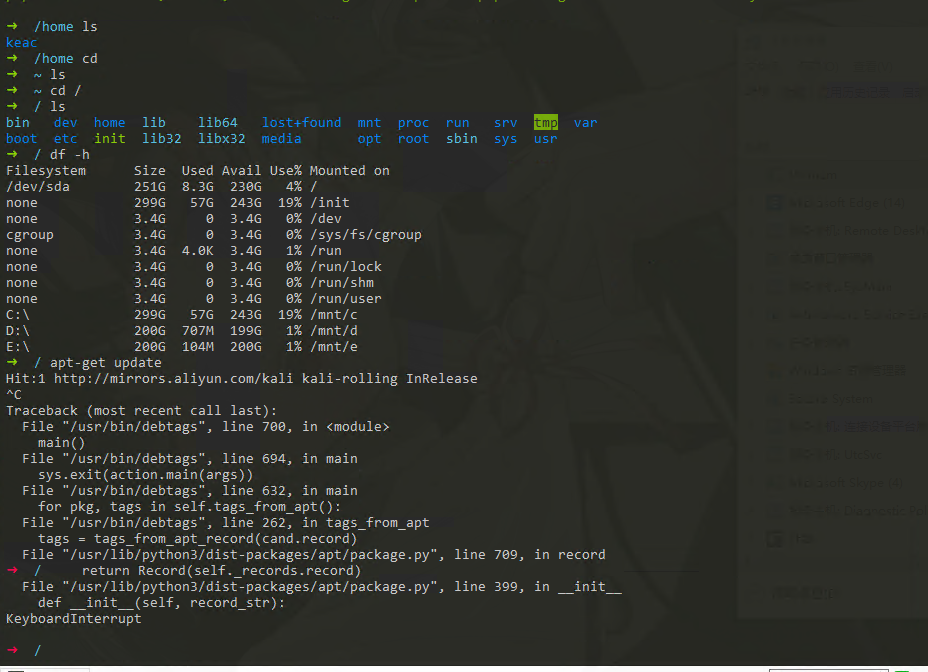 → /home ls
keac
→ /home cd
→ ~ ls
→ ~ cd /
→ / ls
bin dev home lib lib64 lost+found mnt proc run srv tmp var
boot etc init lib32 libx32 media opt root sbin sys usr
→ / df -h
Filesystem Size Used Avail Use% Mounted on
/dev/sda 251G 8.3G 230G 4% /
none 299G 57G 243G 19% /init
none 3.4G 0 3.4G 0% /dev
cgroup 3.4G 0 3.4G 0% /sys/fs/cgroup
none 3.4G 4.0K 3.4G 1% /run
none 3.4G 0 3.4G 0% /run/lock
none 3.4G 0 3.4G 0% /run/shm
none 3.4G 0 3.4G 0% /run/user
C:\ 299G 57G 243G 19% /mnt/c
D:\ 200G 707M 199G 1% /mnt/d
E:\ 200G 104M 200G 1% /mnt/e
→ / apt-get update
Hit:1 http://mirrors.aliyun.com/kali kali-rolling InRelease
^C
Traceback (most recent call last):
File "/usr/bin/debtags", line 700, in <module>
main()
File "/usr/bin/debtags", line 694, in main
sys.exit(action.main(args))
File "/usr/bin/debtags", line 632, in main
for pkg, tags in self.tags_from_apt():
File "/usr/bin/debtags", line 262, in tags_from_apt
tags = tags_from_apt_record(cand.record)
File "/usr/lib/python3/dist-packages/apt/package.py", line 709, in record
→ / return Record(self._records.record)
File "/usr/lib/python3/dist-packages/apt/package.py", line 399, in __init__
def __init__(self, record_str):
KeyboardInterrupt
→ /